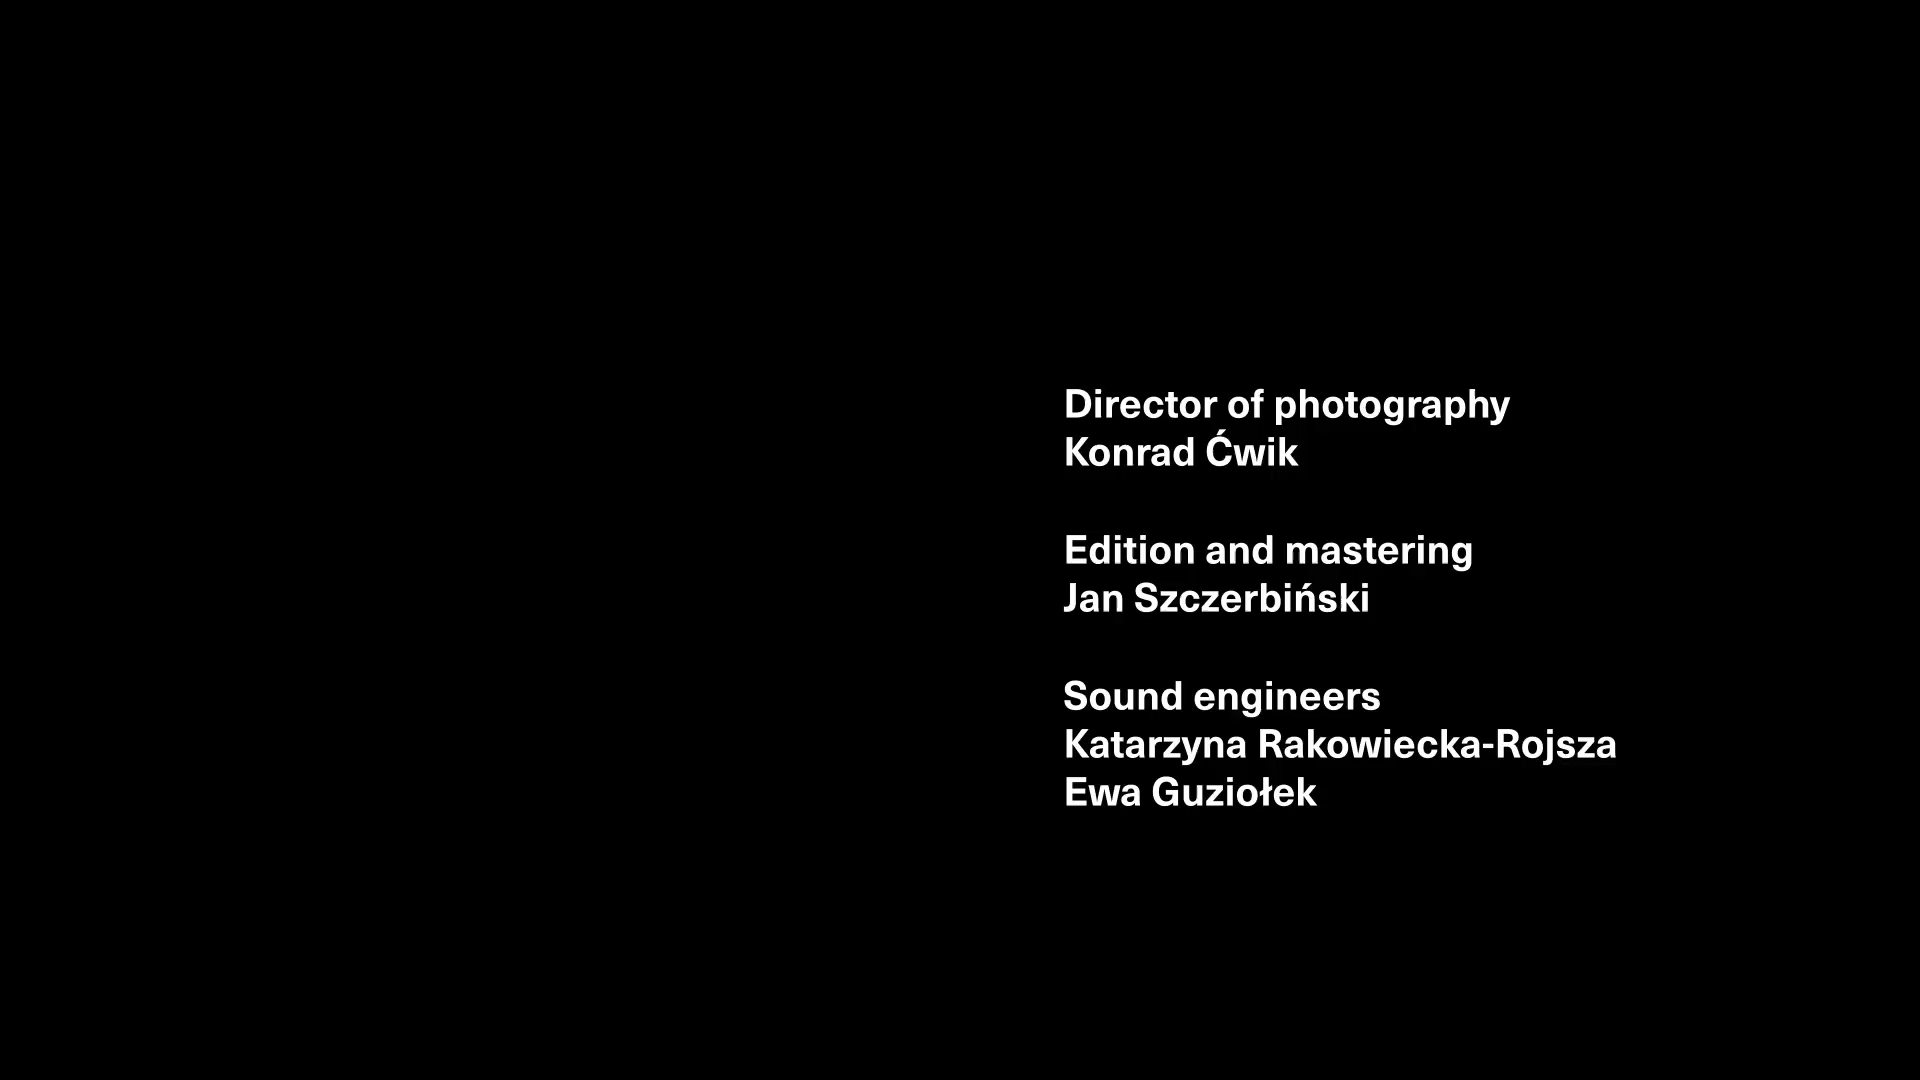 Director of photography
Konrad Ćwik
Edition and mastering
Jan Szczerbiński
Sound engineers
Katarzyna Rakowiecka-Rojsza
Ewa Guziołek